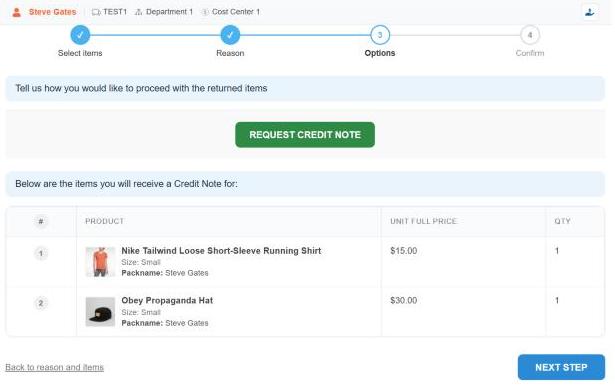 Steve Gates TEST1 Department 1 Cost Center 1
3 4
Select items Reason Options Confirm
Tell us how you would like to proceed with the returned items
REQUEST CREDIT NOTE
Below are the items you will receive a Credit Note for:
# PRODUCT UNIT FULL PRICE QTY
1 Nike Tailwind Loose Short-Sleeve Running Shirt $15.00 1
Size: Small
Packname: Steve Gates
2 Obey Propaganda Hat $30.00 1
Size: Small
Packname: Steve Gates
Back to reason and items NEXT STEP